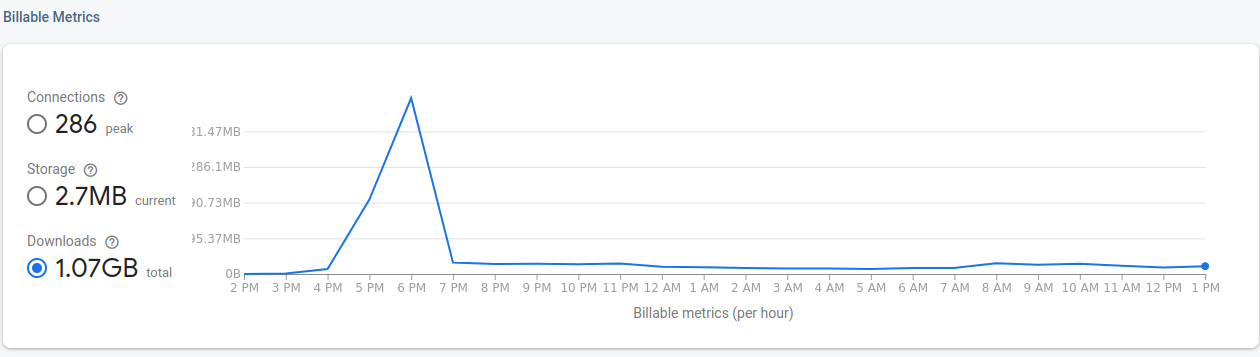 Billable Metrics
Connections
286 peak
Storage
2.7MB current
Downloads
1.07GB total
31.47MB
286.1MB
90.73MB
95.37MB
0B
2 PM 3 PM 4 PM 5 PM 6 PM 7 PM 8 PM 9 PM 10 PM 11 PM 12 AM 1 AM 2 AM 3 AM 4 AM 5 AM 6 AM 7 AM 8 AM 9 AM 10 AM 11 AM 12 PM 1 PM
Billable metrics (per hour)